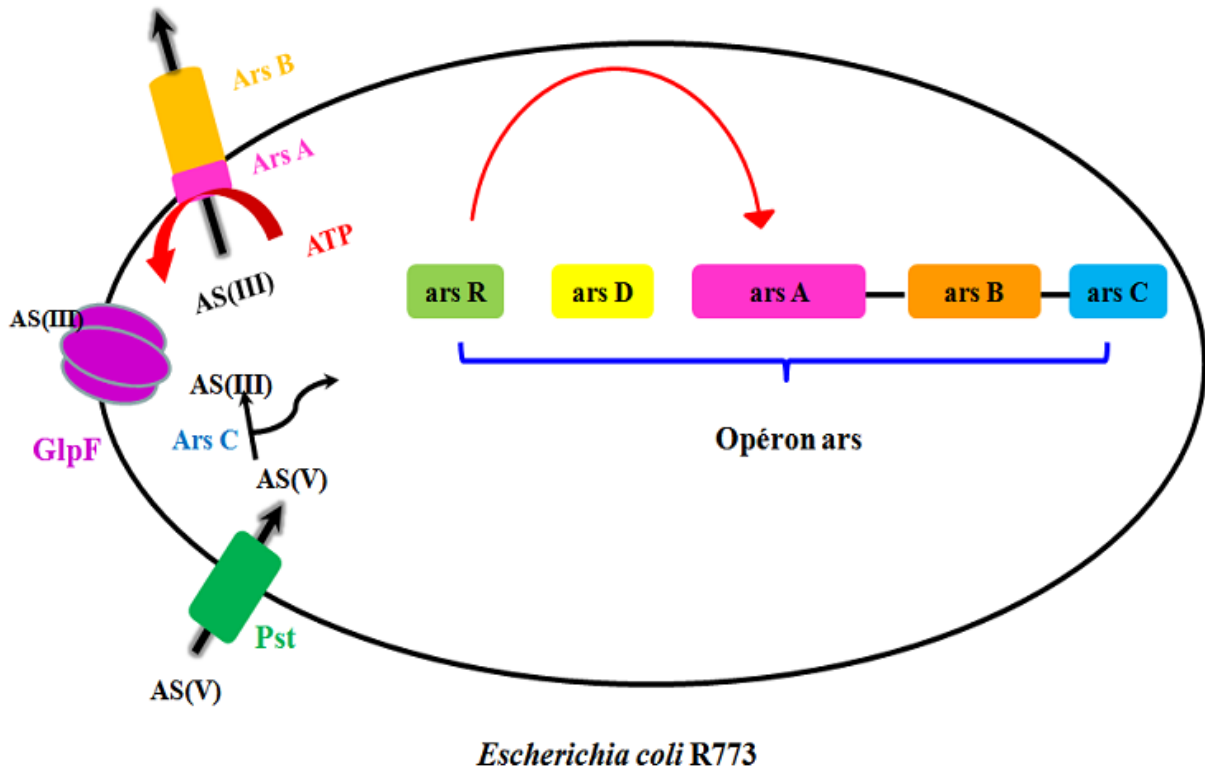 Ars B
Ars A
ATP
AS(III)
ars R
ars D
ars A
ars B
ars C
AS(III)
AS(III)
Ars C
GlpF
Opéron ars
AS(V)
Pst
AS(V)
Escherichia coli R773